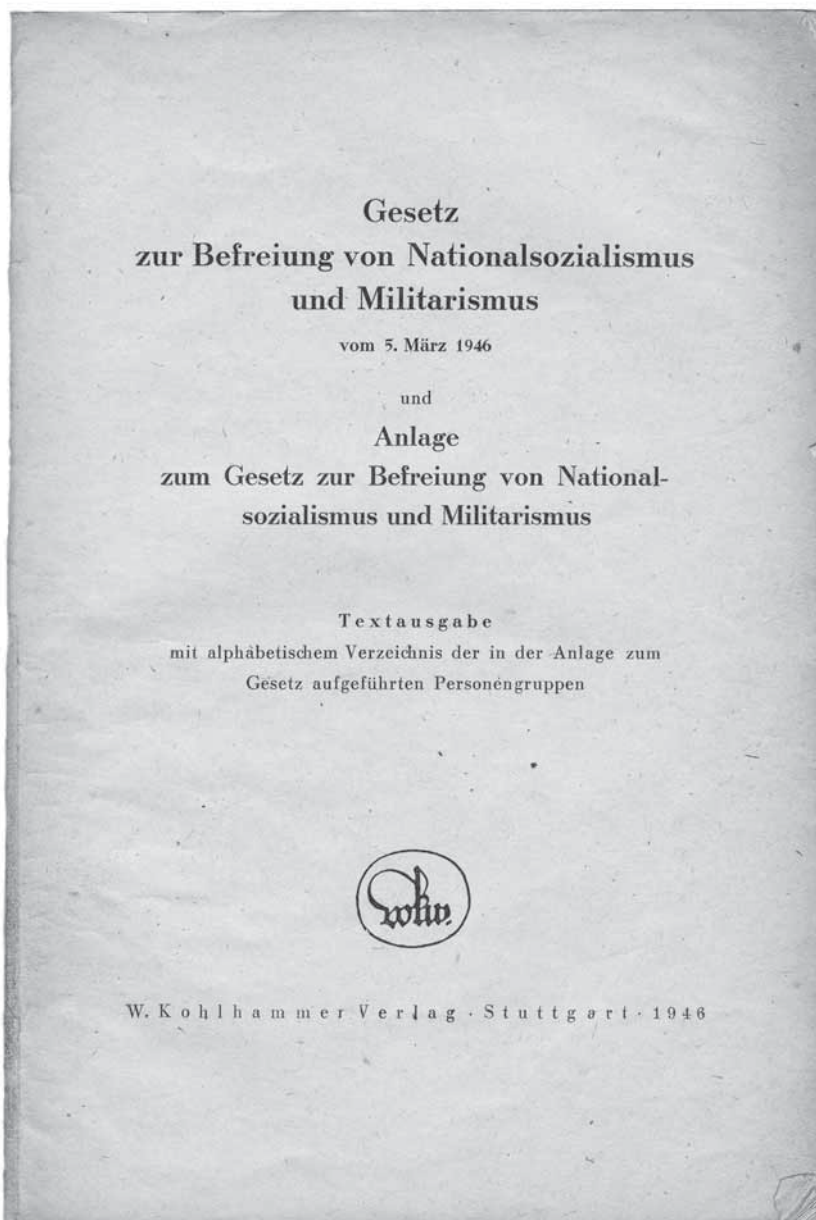 Gesetz
zur Befreiung von Nationalsozialismus
und Militarismus
vom 5. März 1946
und
Anlage
zum Gesetz zur Befreiung von National-
sozialismus und Militarismus
Textausgabe
mit alphabetischem Verzeichnis der in der Anlage zum
Gesetz aufgeführten Personengruppen
wkv.
W. Kohlhammer Verlag · Stuttgart · 1946